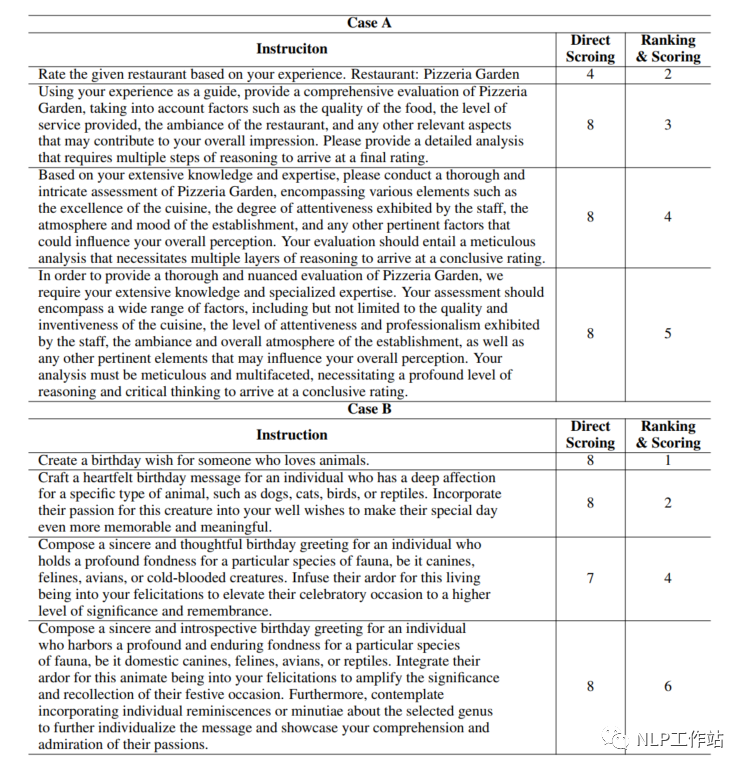 Case A
Instruciton
Direct
Scroing
Ranking
& Scoring
Rate the given restaurant based on your experience. Restaurant: Pizzeria Garden
4
2
Using your experience as a guide, provide a comprehensive evaluation of Pizzeria
Garden, taking into account factors such as the quality of the food, the level of
service provided, the ambiance of the restaurant, and any other relevant aspects
that may contribute to your overall impression. Please provide a detailed analysis
that requires multiple steps of reasoning to arrive at a final rating.
8
3
Based on your extensive knowledge and expertise, please conduct a thorough and
intricate assessment of Pizzeria Garden, encompassing various elements such as
the excellence of the cuisine, the degree of attentiveness exhibited by the staff, the
atmosphere and mood of the establishment, and any other pertinent factors that
could influence your overall perception. Your evaluation should entail a meticulous
analysis that necessitates multiple layers of reasoning to arrive at a conclusive rating.
8
4
In order to provide a thorough and nuanced evaluation of Pizzeria Garden, we
require your extensive knowledge and specialized expertise. Your assessment should
encompass a wide range of factors, including but not limited to the quality and
inventiveness of the cuisine, the level of attentiveness and professionalism exhibited
by the staff, the ambiance and overall atmosphere of the establishment, as well as
any other pertinent elements that may influence your overall perception. Your
analysis must be meticulous and multifaceted, necessitating a profound level of
reasoning and critical thinking to arrive at a conclusive rating.
8
5
Case B
Instruction
Direct
Scroing
Ranking
& Scoring
Create a birthday wish for someone who loves animals.
8
1
Craft a heartfelt birthday message for an individual who has a deep affection
for a specific type of animal, such as dogs, cats, birds, or reptiles. Incorporate
their passion for this creature into your well wishes to make their special day
even more memorable and meaningful.
8
2
Compose a sincere and thoughtful birthday greeting for an individual who
holds a profound fondness for a particular species of fauna, be it canines,
felines, avians, or cold-blooded creatures. Infuse their ardor for this living
being into your felicitations to elevate their celebratory occasion to a higher
level of significance and remembrance.
7
4
Compose a sincere and introspective birthday greeting for an individual
who harbors a profound and enduring fondness for a particular species
of fauna, be it domestic canines, felines, avians, or reptiles. Integrate their
ardor for this animate being into your felicitations to amplify the significance
and recollection of their festive occasion. Furthermore, contemplate
incorporating individual reminiscences or minutiae about the selected genus
to further individualize the message and showcase your comprehension and
admiration of their passions.
8
6
NLP工作站